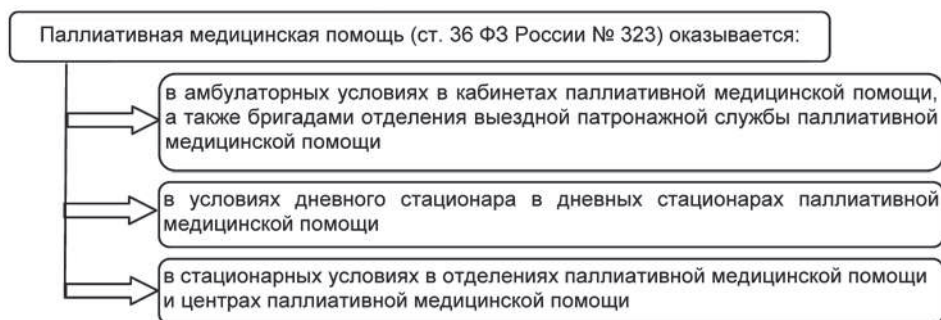 Паллиативная медицинская помощь (ст. 36 ФЗ России № 323) оказывается:
в амбулаторных условиях в кабинетах паллиативной медицинской помощи,
а также бригадами отделения выездной патронажной службы паллиативной
медицинской помощи
в условиях дневного стационара в дневных стационарах паллиативной
медицинской помощи
в стационарных условиях в отделениях паллиативной медицинской помощи
и центрах паллиативной медицинской помощи